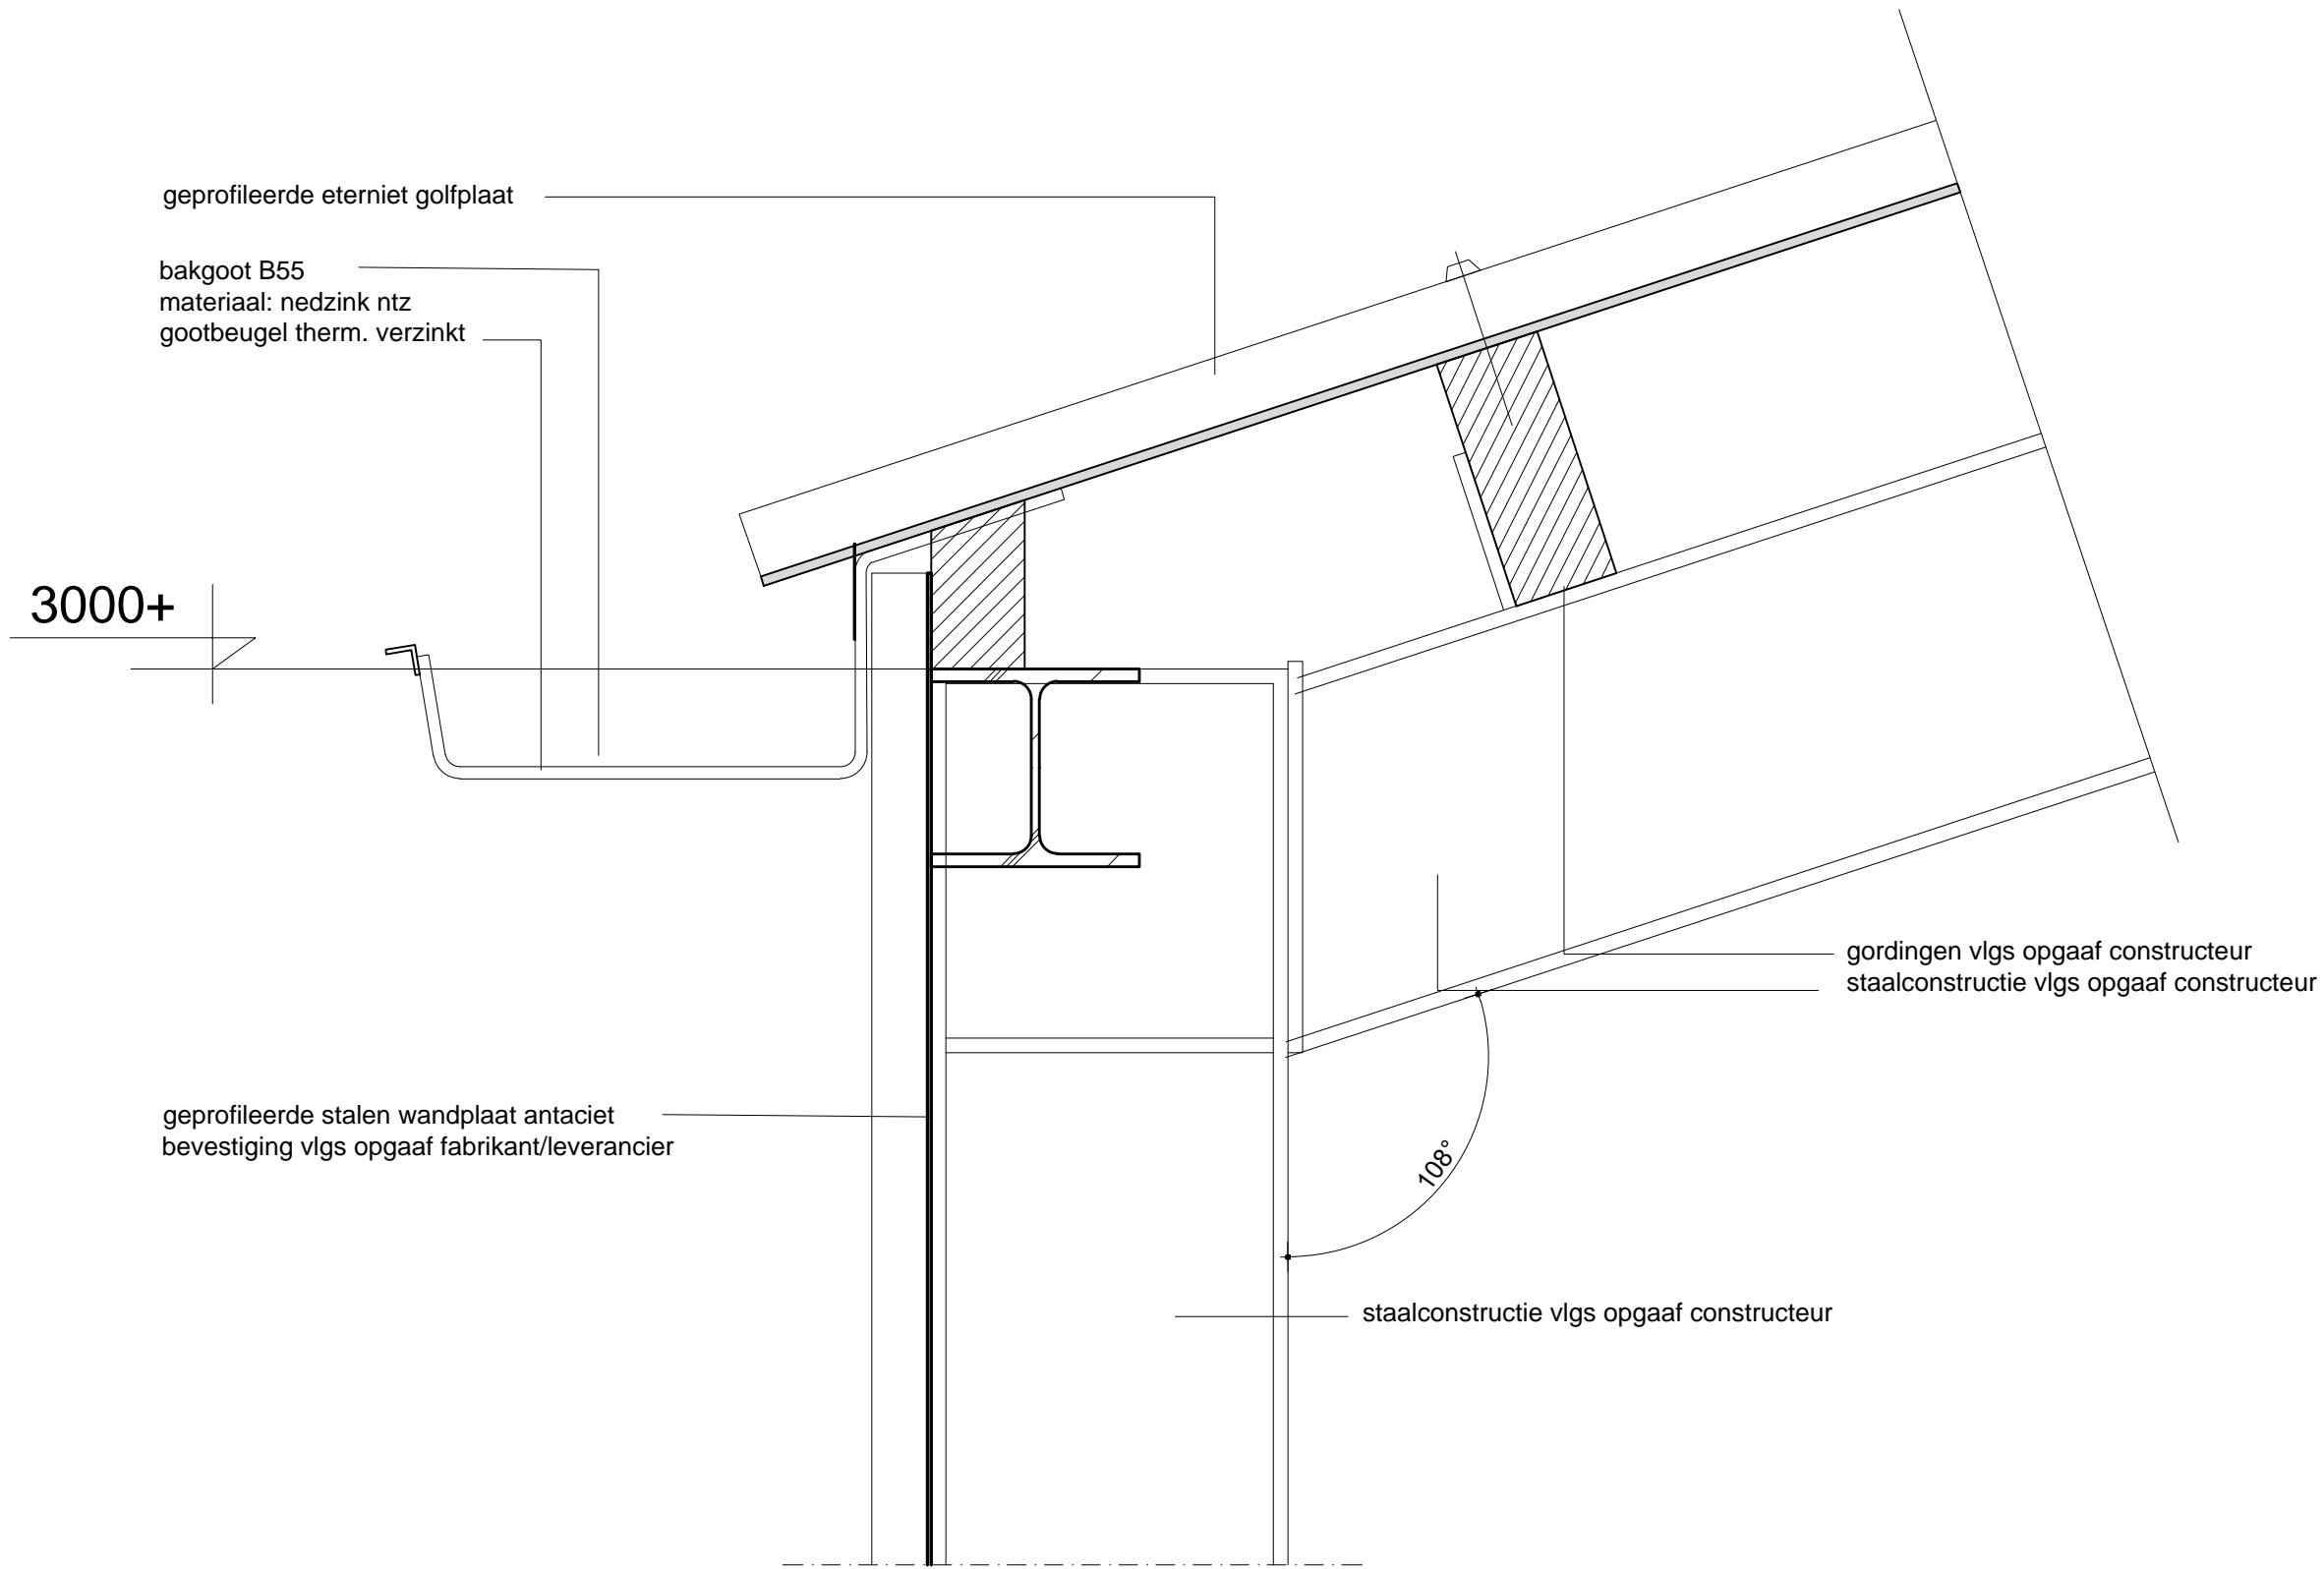 geprofileerde eterniet golfplaat
bakgoot B55
materiaal: nedzink ntz
gootbeugel therm. verzinkt
3000+
gordingen vlgs opgaaf constructeur
staalconstructie vlgs opgaaf constructeur
geprofileerde stalen wandplaat antaciet
bevestiging vlgs opgaaf fabrikant/leverancier
108°
staalconstructie vlgs opgaaf constructeur